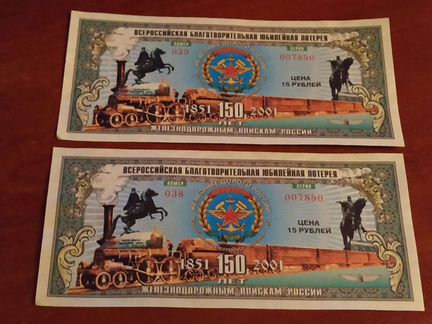 ВСЕРОССИЙСКАЯ БЛАГОТВОРИТЕЛЬНАЯ ЮБИЛЕЙНАЯ ЛОТЕРЕЯ
НОМЕР
039
СЕРИЯ
007850
ЦЕНА
15 РУБЛЕЙ
1851 150 2001
ЛЕТ
ЖЕЛЕЗНОДОРОЖНЫМ ВОЙСКАМ РОССИИ
ВСЕРОССИЙСКАЯ БЛАГОТВОРИТЕЛЬНАЯ ЮБИЛЕЙНАЯ ЛОТЕРЕЯ
НОМЕР
038
СЕРИЯ
007850
ЦЕНА
15 РУБЛЕЙ
1851 150 2001
ЛЕТ
ЖЕЛЕЗНОДОРОЖНЫМ ВОЙСКАМ РОССИИ